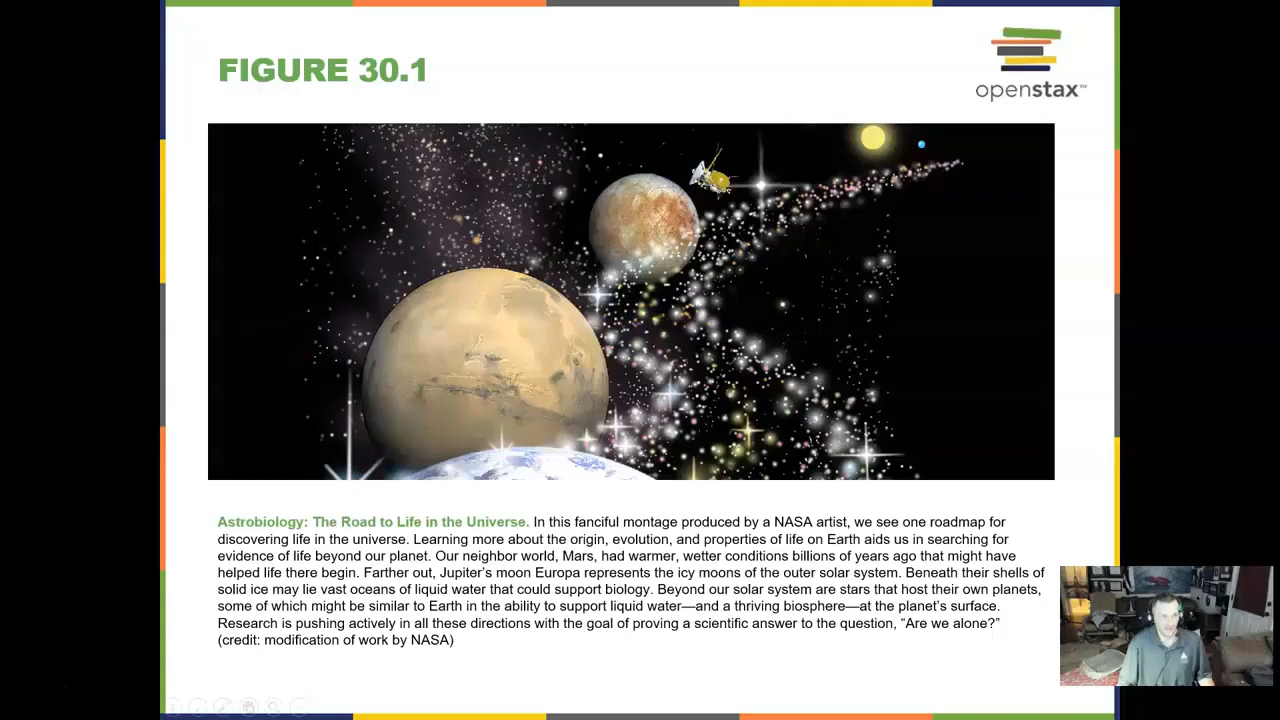 FIGURE 30.1
openstax™
Astrobiology: The Road to Life in the Universe. In this fanciful montage produced by a NASA artist, we see one roadmap for
discovering life in the universe. Learning more about the origin, evolution, and properties of life on Earth aids us in searching for
evidence of life beyond our planet. Our neighbor world, Mars, had warmer, wetter conditions billions of years ago that might have
helped life there begin. Farther out, Jupiter’s moon Europa represents the icy moons of the outer solar system. Beneath their shells of
solid ice may lie vast oceans of liquid water that could support biology. Beyond our solar system are stars that host their own planets,
some of which might be similar to Earth in the ability to support liquid water—and a thriving biosphere—at the planet’s surface.
Research is pushing actively in all these directions with the goal of proving a scientific answer to the question, “Are we alone?”
(credit: modification of work by NASA)